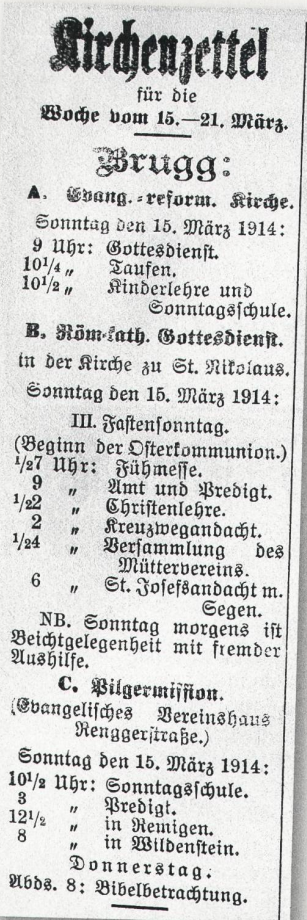 Kirchenzettel
für die
Woche vom 15.—21. März.
Brugg:
A. Evang.-reform. Kirche.
Sonntag den 15. März 1914:
9 Uhr: Gottesdienst.
10¼ „ Taufen.
10½ „ Kinderlehre und
Sonntagsschule.
B. Röm-kath. Gottesdienst.
in der Kirche zu St. Nikolaus.
Sonntag den 15. März 1914:
III. Fastensonntag.
(Beginn der Osterkommunion.)
½7 Uhr: Fühmesse.
9 „ Amt und Predigt.
½2 „ Christenlehre.
2 „ Kreuzwegandacht.
½4 „ Versammlung des
Müttervereins.
6 „ St. Josefsandacht m.
Segen.
NB. Sonntag morgens ist
Beichtgelegenheit mit fremder
Aushilfe.
C. Pilgermission.
(Evangelisches Vereinshaus
Renggerstraße.)
Sonntag den 15. März 1914:
10½ Uhr: Sonntagsschule.
3 „ Predigt.
12½ „ in Remigen.
8 „ in Wildenstein.
Donnerstag.
Abds. 8: Bibelbetrachtung.